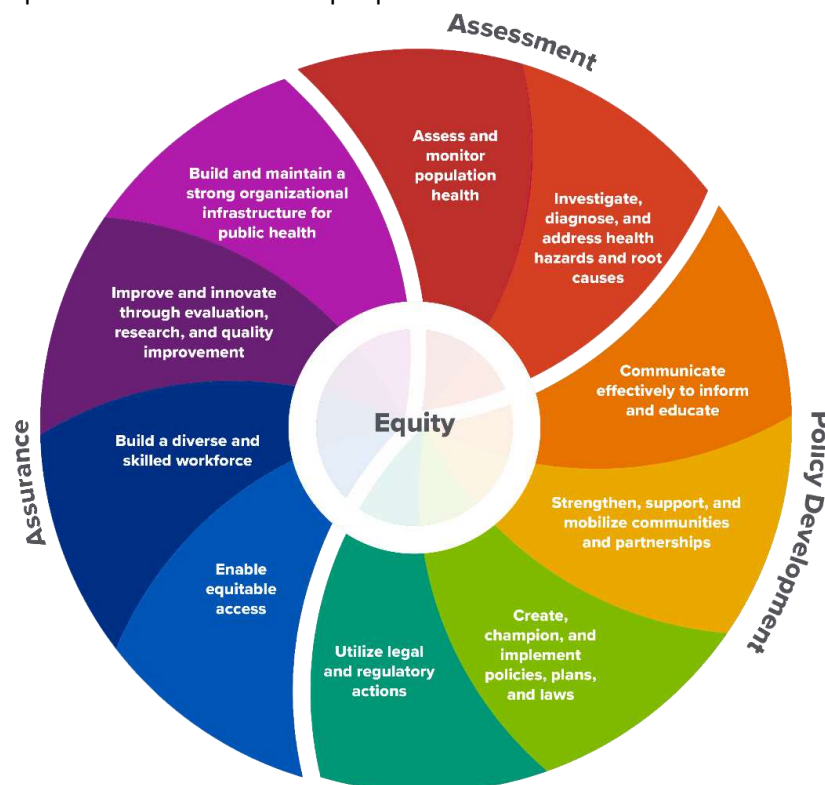 Assessment
Assess and
monitor
population
health
Investigate,
diagnose, and
address health
hazards and root
causes
Communicate
effectively to inform
and educate
Strengthen, support, and
mobilize communities
and partnerships
Policy Development
Create,
champion, and
implement
policies, plans,
and laws
Utilize legal
and regulatory
actions
Enable
equitable
access
Assurance
Build a diverse and
skilled workforce
Improve and innovate
through evaluation,
research, and quality
improvement
Build and maintain a
strong organizational
infrastructure for
public health
Equity